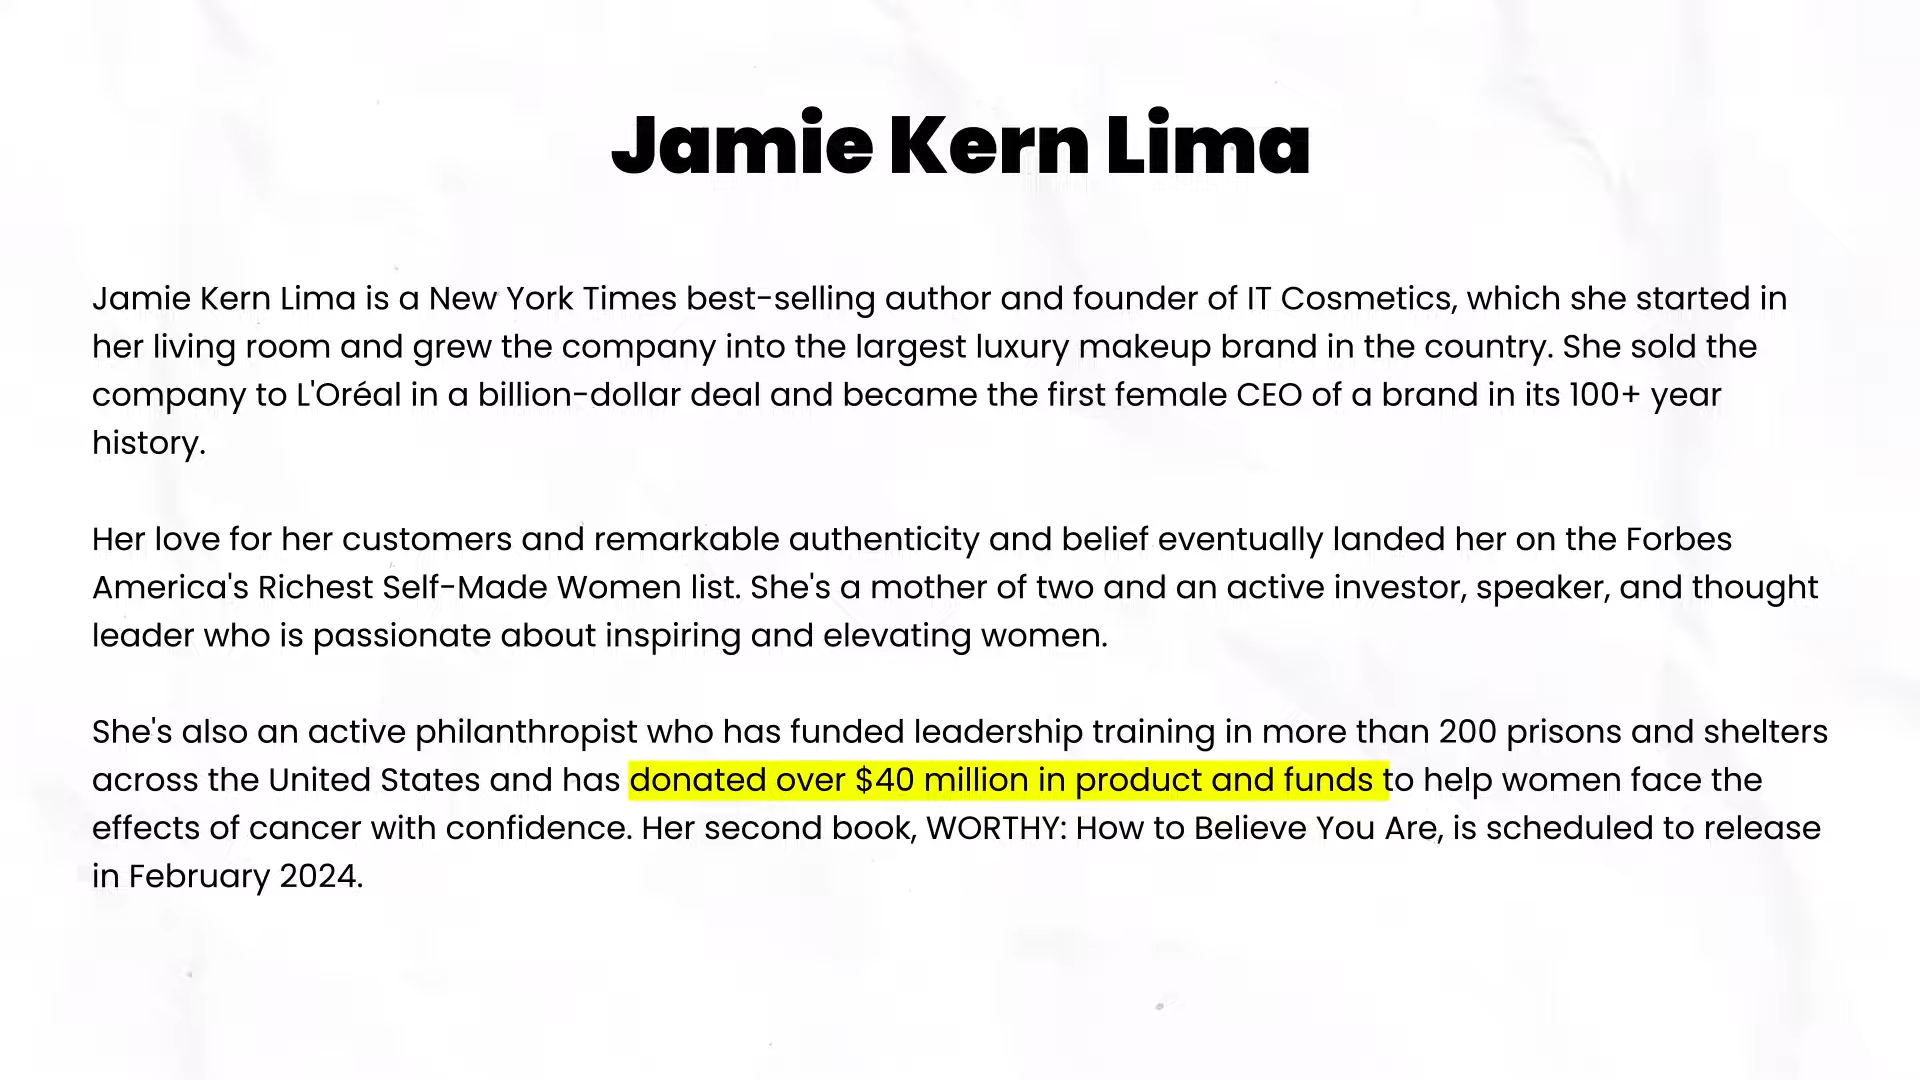 Jamie Kern Lima
Jamie Kern Lima is a New York Times best-selling author and founder of IT Cosmetics, which she started in
her living room and grew the company into the largest luxury makeup brand in the country. She sold the
company to L'Oréal in a billion-dollar deal and became the first female CEO of a brand in its 100+ year
history.
Her love for her customers and remarkable authenticity and belief eventually landed her on the Forbes
America's Richest Self-Made Women list. She's a mother of two and an active investor, speaker, and thought
leader who is passionate about inspiring and elevating women.
She's also an active philanthropist who has funded leadership training in more than 200 prisons and shelters
across the United States and has donated over $40 million in product and funds to help women face the
effects of cancer with confidence. Her second book, WORTHY: How to Believe You Are, is scheduled to release
in February 2024.